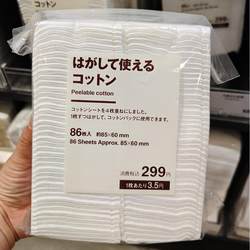 はがして使える
コットン
Peelable cotton
コットンシートを4枚重ねにしました。
1枚ずつはがして、コットンパックに使用できます。
86枚入 約85×60mm
86 Sheets Approx. 85×60 mm
消費税込 299円
1枚あたり3.5円